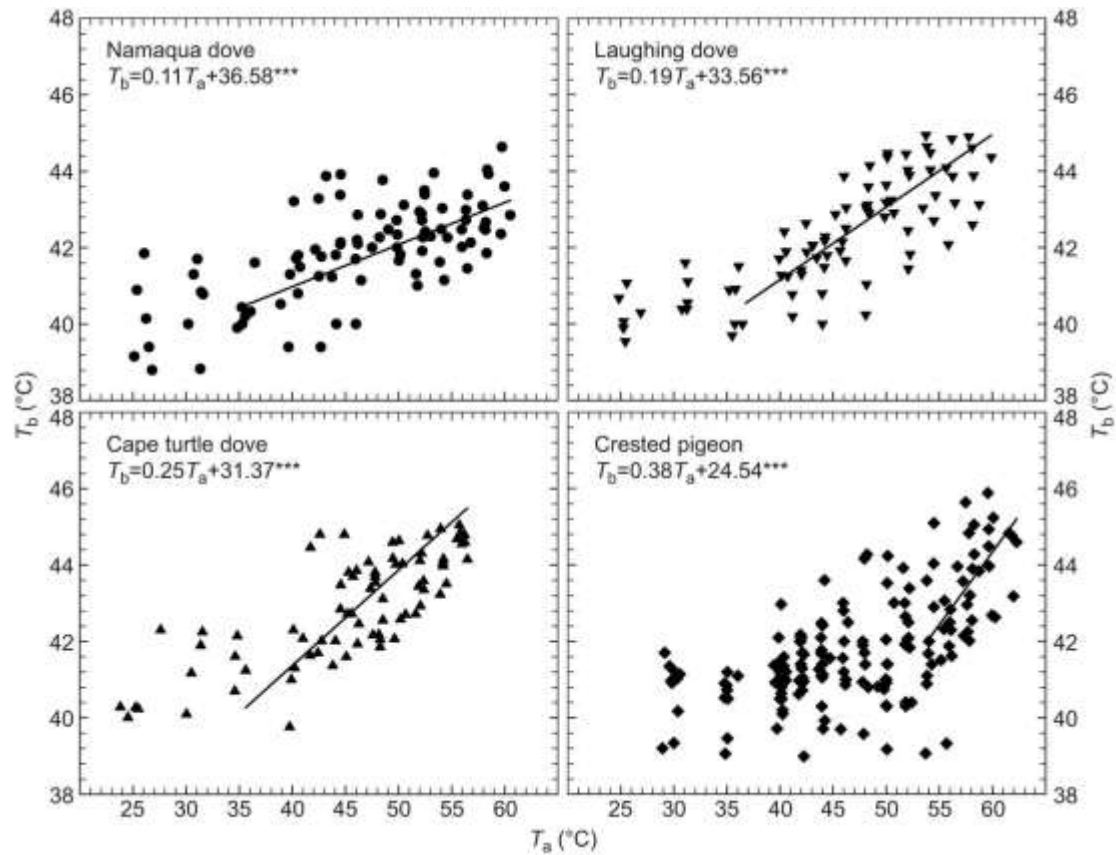 48
46
44
42
40
38
Namaqua dove
Tb=0.11Ta+36.58***
Laughing dove
Tb=0.19Ta+33.56***
48
46
44
42
40
38
Tb (°C)
Tb (°C)
48
46
44
42
40
38
Cape turtle dove
Tb=0.25Ta+31.37***
Crested pigeon
Tb=0.38Ta+24.54***
48
46
44
42
40
38
25 30 35 40 45 50 55 60
25 30 35 40 45 50 55 60
Ta (°C)